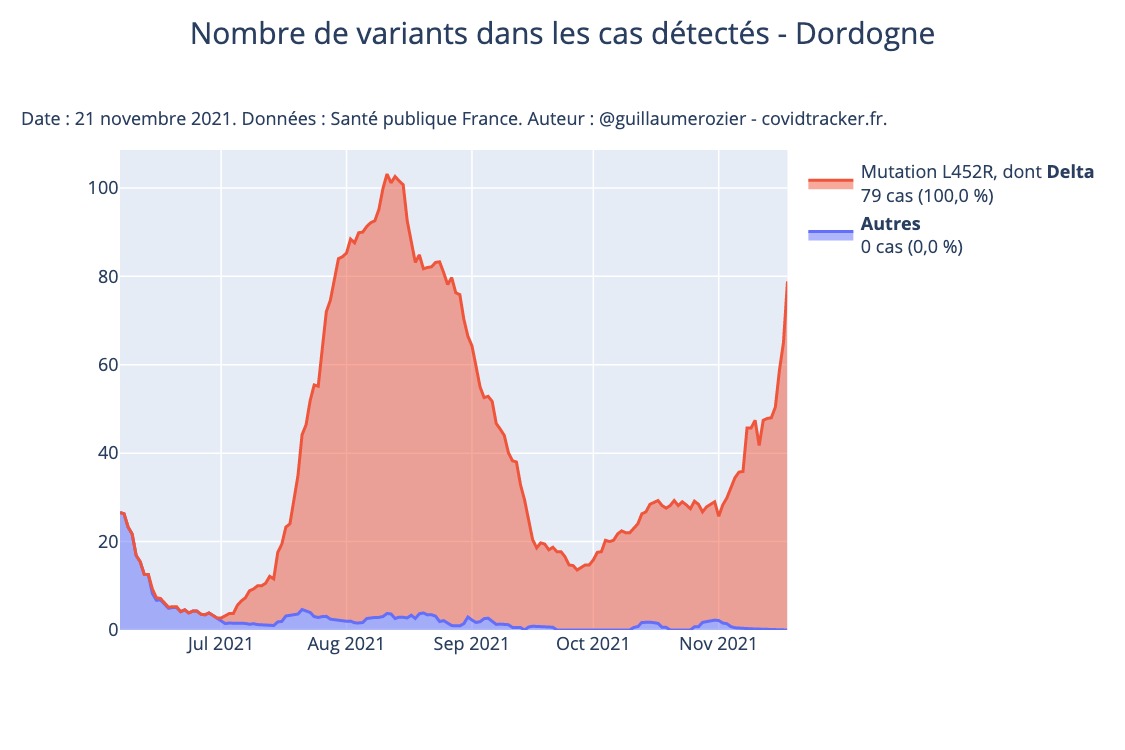 Nombre de variants dans les cas détectés - Dordogne
Date : 21 novembre 2021. Données : Santé publique France. Auteur : @guillaumerozier - covidtracker.fr.
Mutation L452R, dont Delta
79 cas (100,0 %)
Autres
0 cas (0,0 %)
100
80
60
40
20
0
Jul 2021
Aug 2021
Sep 2021
Oct 2021
Nov 2021